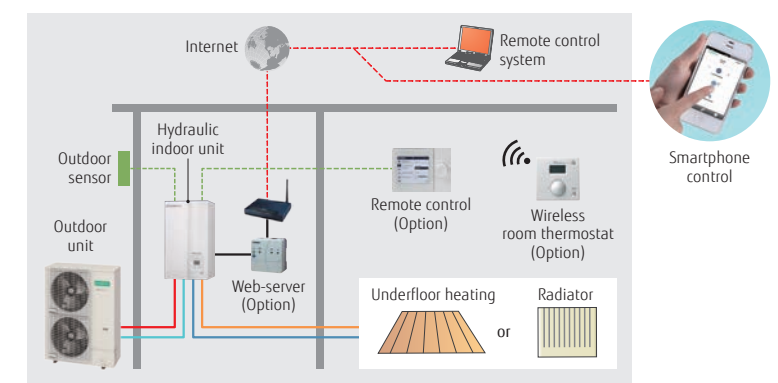 Internet
Remote control
system
Smartphone
control
Hydraulic
indoor unit
Outdoor
sensor
Remote control
(Option)
Wireless
room thermostat
(Option)
Outdoor
unit
Web-server
(Option)
Underfloor heating
or
Radiator